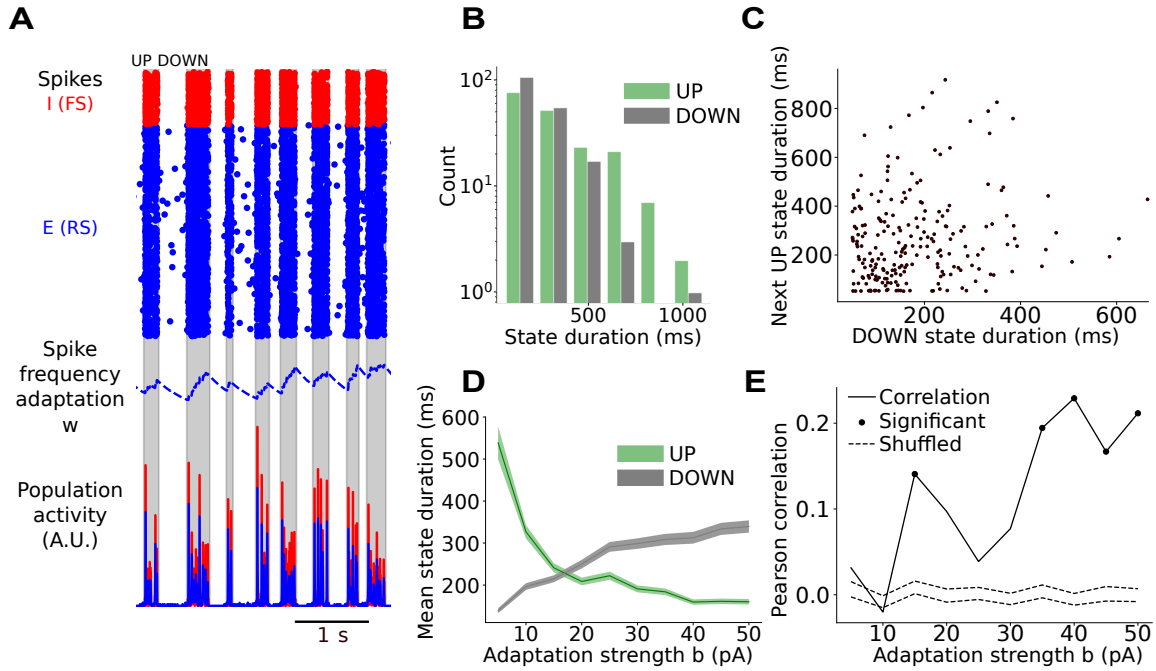 A
UP DOWN
Spikes
I (FS)
E (RS)
Spike
frequency
adaptation
w
Population
activity
(A.U.)
1 s
B
UP
DOWN
Count
10²
10¹
10⁰
500
1000
State duration (ms)
C
Next UP state duration (ms)
800
600
400
200
200
400
600
DOWN state duration (ms)
D
Mean state duration (ms)
600
500
400
300
200
UP
DOWN
10
20
30
40
50
Adaptation strength b (pA)
E
Pearson correlation
0.2
0.1
0.0
Correlation
Significant
Shuffled
10
20
30
40
50
Adaptation strength b (pA)